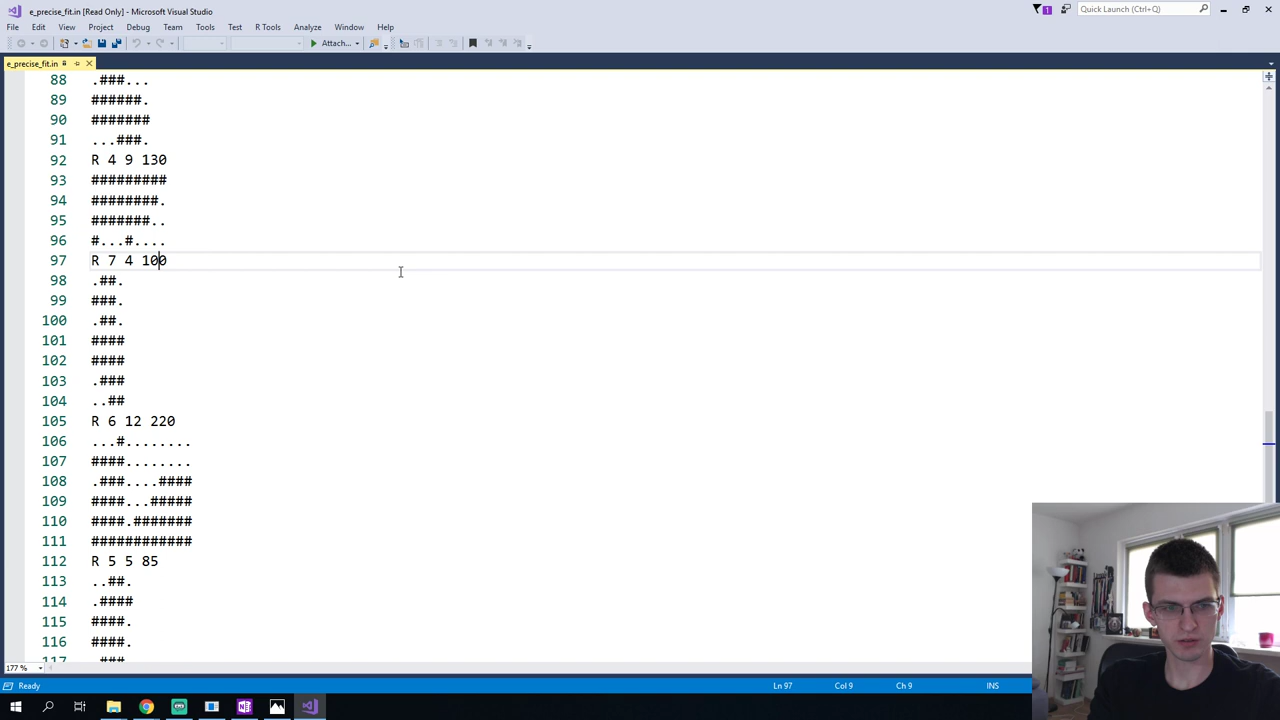 e_precise_fit.in [Read Only] - Microsoft Visual Studio
1
Quick Launch (Ctrl+Q)
File Edit View Project Debug Team Tools Test R Tools Analyze Window Help
Attach...
e_precise_fit.in
88 .###...
89 ######.
90 #######
91 ...###.
92 R 4 9 130
93 #########
94 ########.
95 #######..
96 #...#....
97 R 7 4 100
98 .##.
99 ###.
100 .##.
101 ####
102 ####
103 .###
104 ..##
105 R 6 12 220
106 ...#........
107 ####........
108 .###....####
109 ####...#####
110 ####.#######
111 ############
112 R 5 5 85
113 ..##.
114 .####
115 ####.
116 ####.
117 .###.
177 %
Ready Ln 97 Col 9 Ch 9 INS